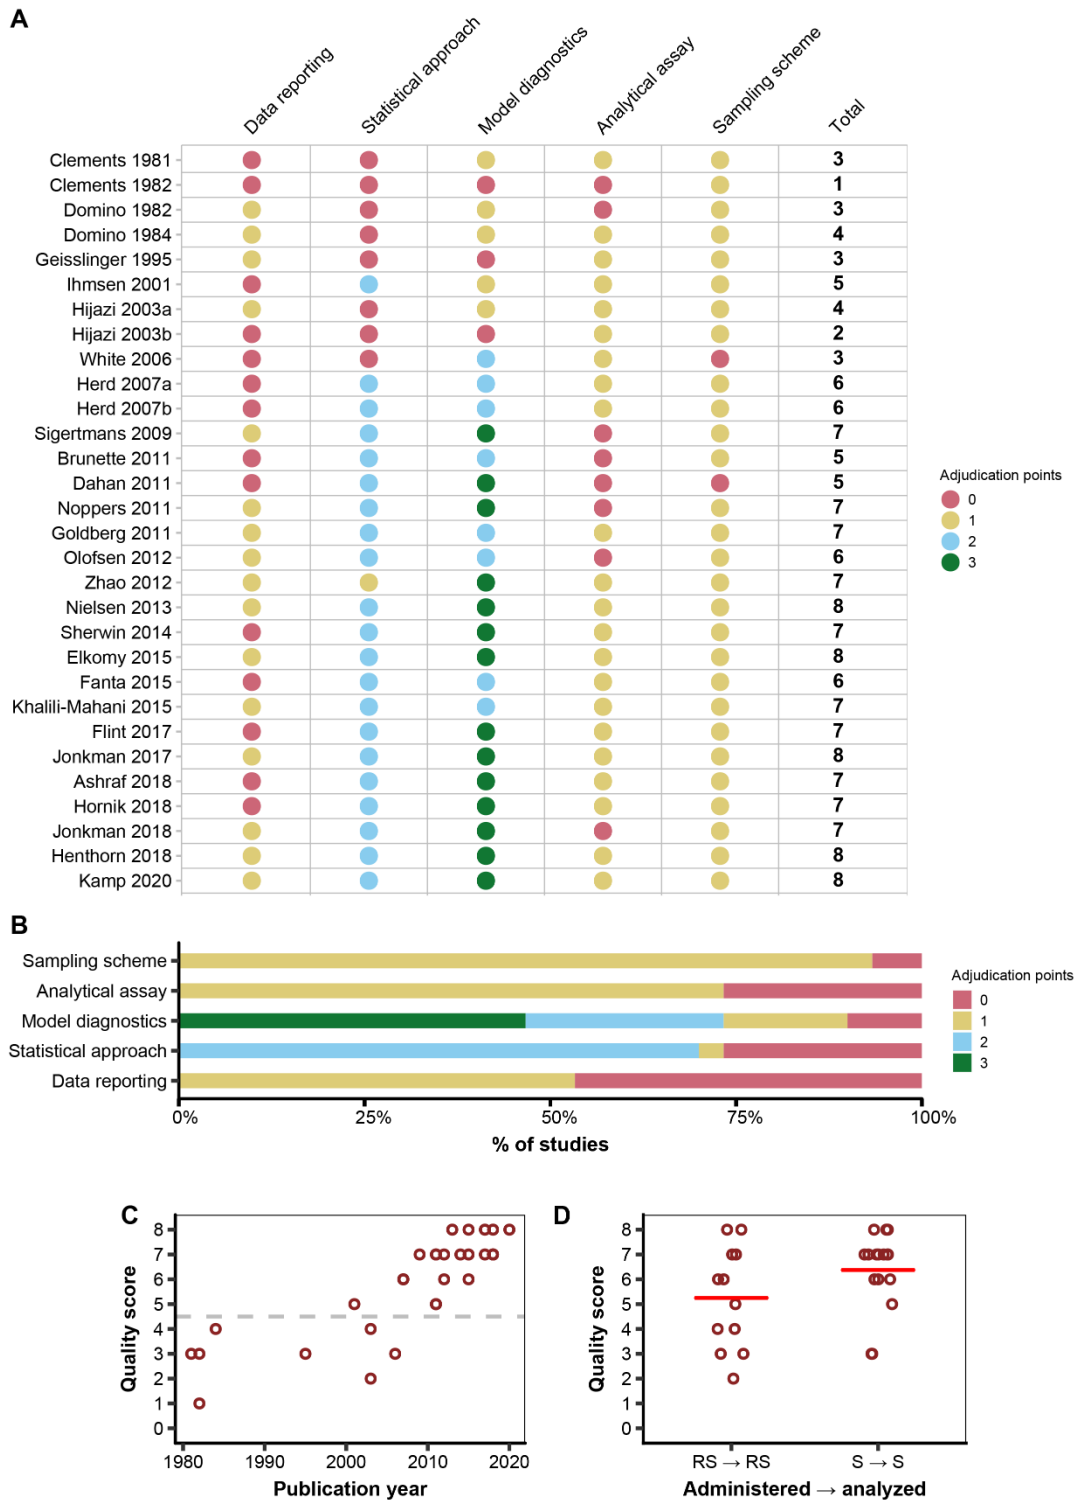 A
Data reporting
Statistical approach
Model diagnostics
Analytical assay
Sampling scheme
Total
Clements 1981 3
Clements 1982 1
Domino 1982 3
Domino 1984 4
Geisslinger 1995 3
Ihmsen 2001 5
Hijazi 2003a 4
Hijazi 2003b 2
White 2006 3
Herd 2007a 6
Herd 2007b 6
Sigertmans 2009 7
Brunette 2011 5
Dahan 2011 5
Noppers 2011 7
Goldberg 2011 7
Olofsen 2012 6
Zhao 2012 7
Nielsen 2013 8
Sherwin 2014 7
Elkomy 2015 8
Fanta 2015 6
Khalili-Mahani 2015 7
Flint 2017 7
Jonkman 2017 8
Ashraf 2018 7
Hornik 2018 7
Jonkman 2018 7
Henthorn 2018 8
Kamp 2020 8
Adjudication points
0
1
2
3
B
Sampling scheme
Analytical assay
Model diagnostics
Statistical approach
Data reporting
0% 25% 50% 75% 100%
% of studies
Adjudication points
0
1
2
3
C
Quality score
8
7
6
5
4
3
2
1
0
1980 1990 2000 2010 2020
Publication year
D
Quality score
8
7
6
5
4
3
2
1
0
RS → RS S → S
Administered → analyzed